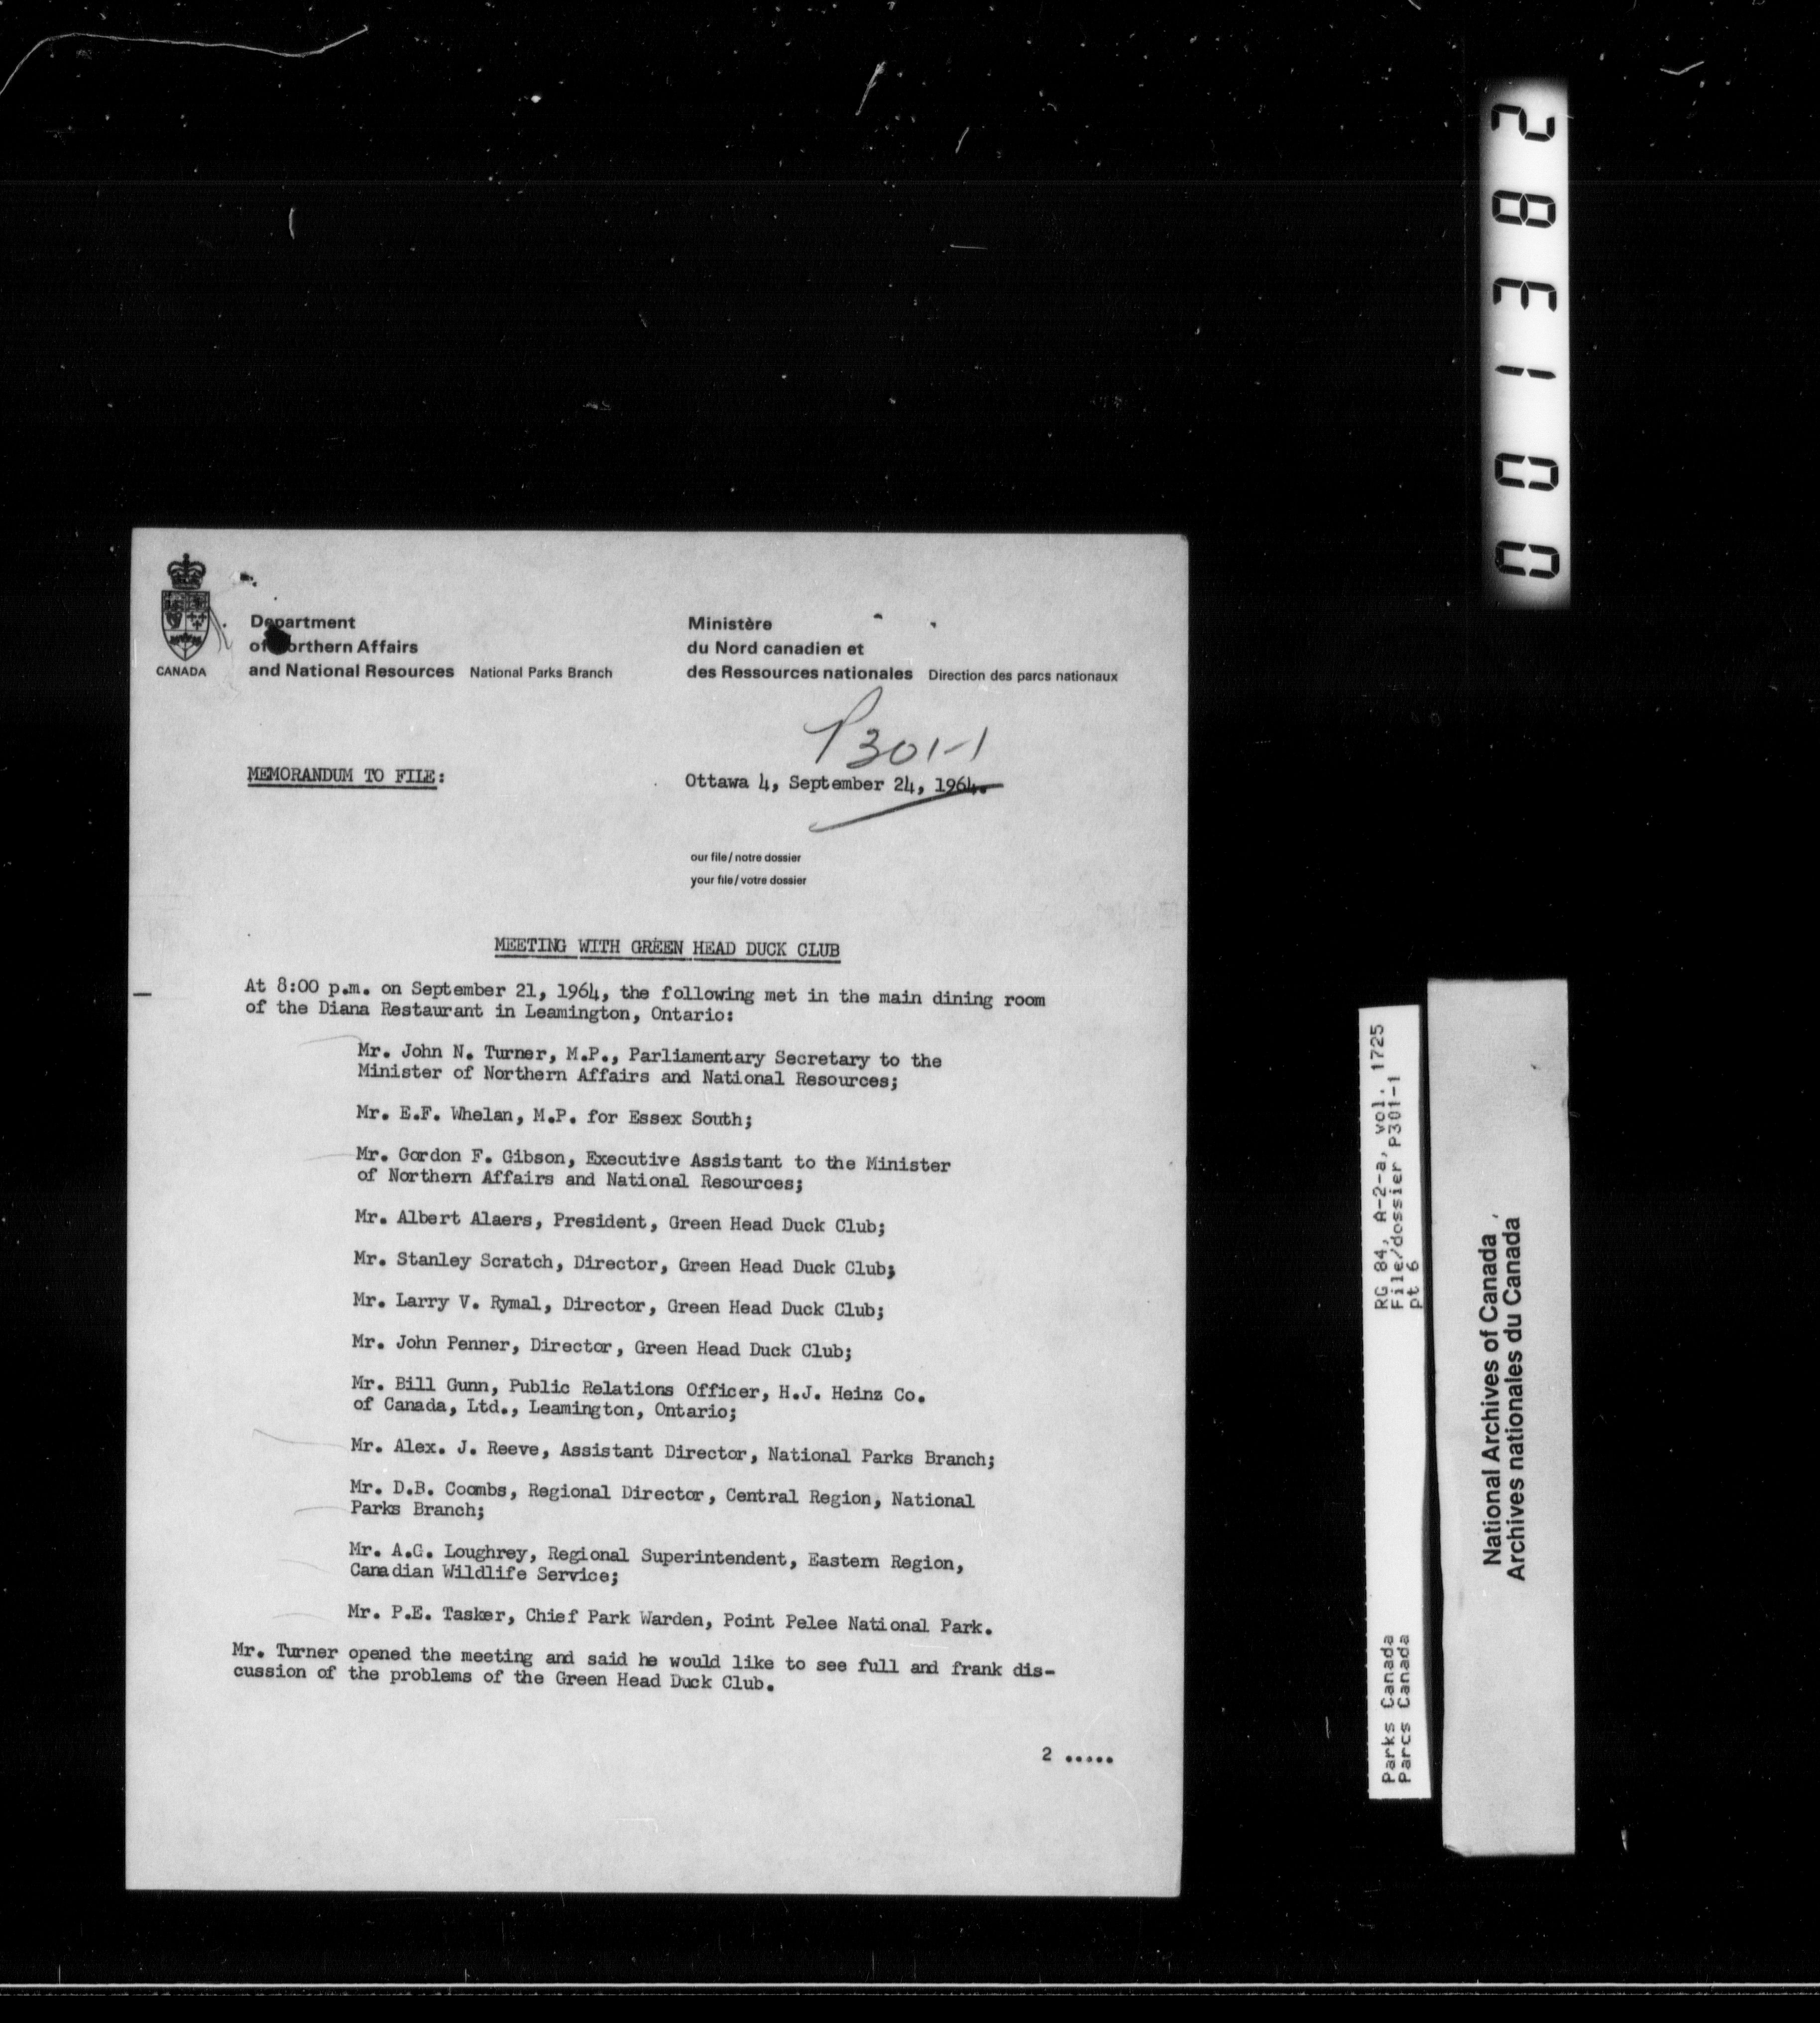 CANADA
Department
of Northern Affairs
and National Resources National Parks Branch
Ministère
du Nord canadien et
des Ressources nationales Direction des parcs nationaux
P301-1
MEMORANDUM TO FILE:
Ottawa 4, September 24, 1964.
our file/notre dossier
your file/votre dossier
MEETING WITH GREEN HEAD DUCK CLUB
At 8:00 p.m. on September 21, 1964, the following met in the main dining room
of the Diana Restaurant in Leamington, Ontario:
Mr. John N. Turner, M.P., Parliamentary Secretary to the
Minister of Northern Affairs and National Resources;
Mr. E.F. Whelan, M.P. for Essex South;
Mr. Gordon F. Gibson, Executive Assistant to the Minister
of Northern Affairs and National Resources;
Mr. Albert Alaers, President, Green Head Duck Club;
Mr. Stanley Scratch, Director, Green Head Duck Club;
Mr. Larry V. Rymal, Director, Green Head Duck Club;
Mr. John Penner, Director, Green Head Duck Club;
Mr. Bill Gunn, Public Relations Officer, H.J. Heinz Co.
of Canada, Ltd., Leamington, Ontario;
Mr. Alex. J. Reeve, Assistant Director, National Parks Branch;
Mr. D.B. Coombs, Regional Director, Central Region, National
Parks Branch;
Mr. A.G. Loughrey, Regional Superintendent, Eastern Region,
Canadian Wildlife Service;
Mr. P.E. Tasker, Chief Park Warden, Point Pelee National Park.
Mr. Turner opened the meeting and said he would like to see full and frank dis-
cussion of the problems of the Green Head Duck Club.
2 .....
001382
Parks Canada RG 84, A-2-a, vol. 1725
Parcs Canada File/dossier P301-1
pt 6
National Archives of Canada
Archives nationales du Canada